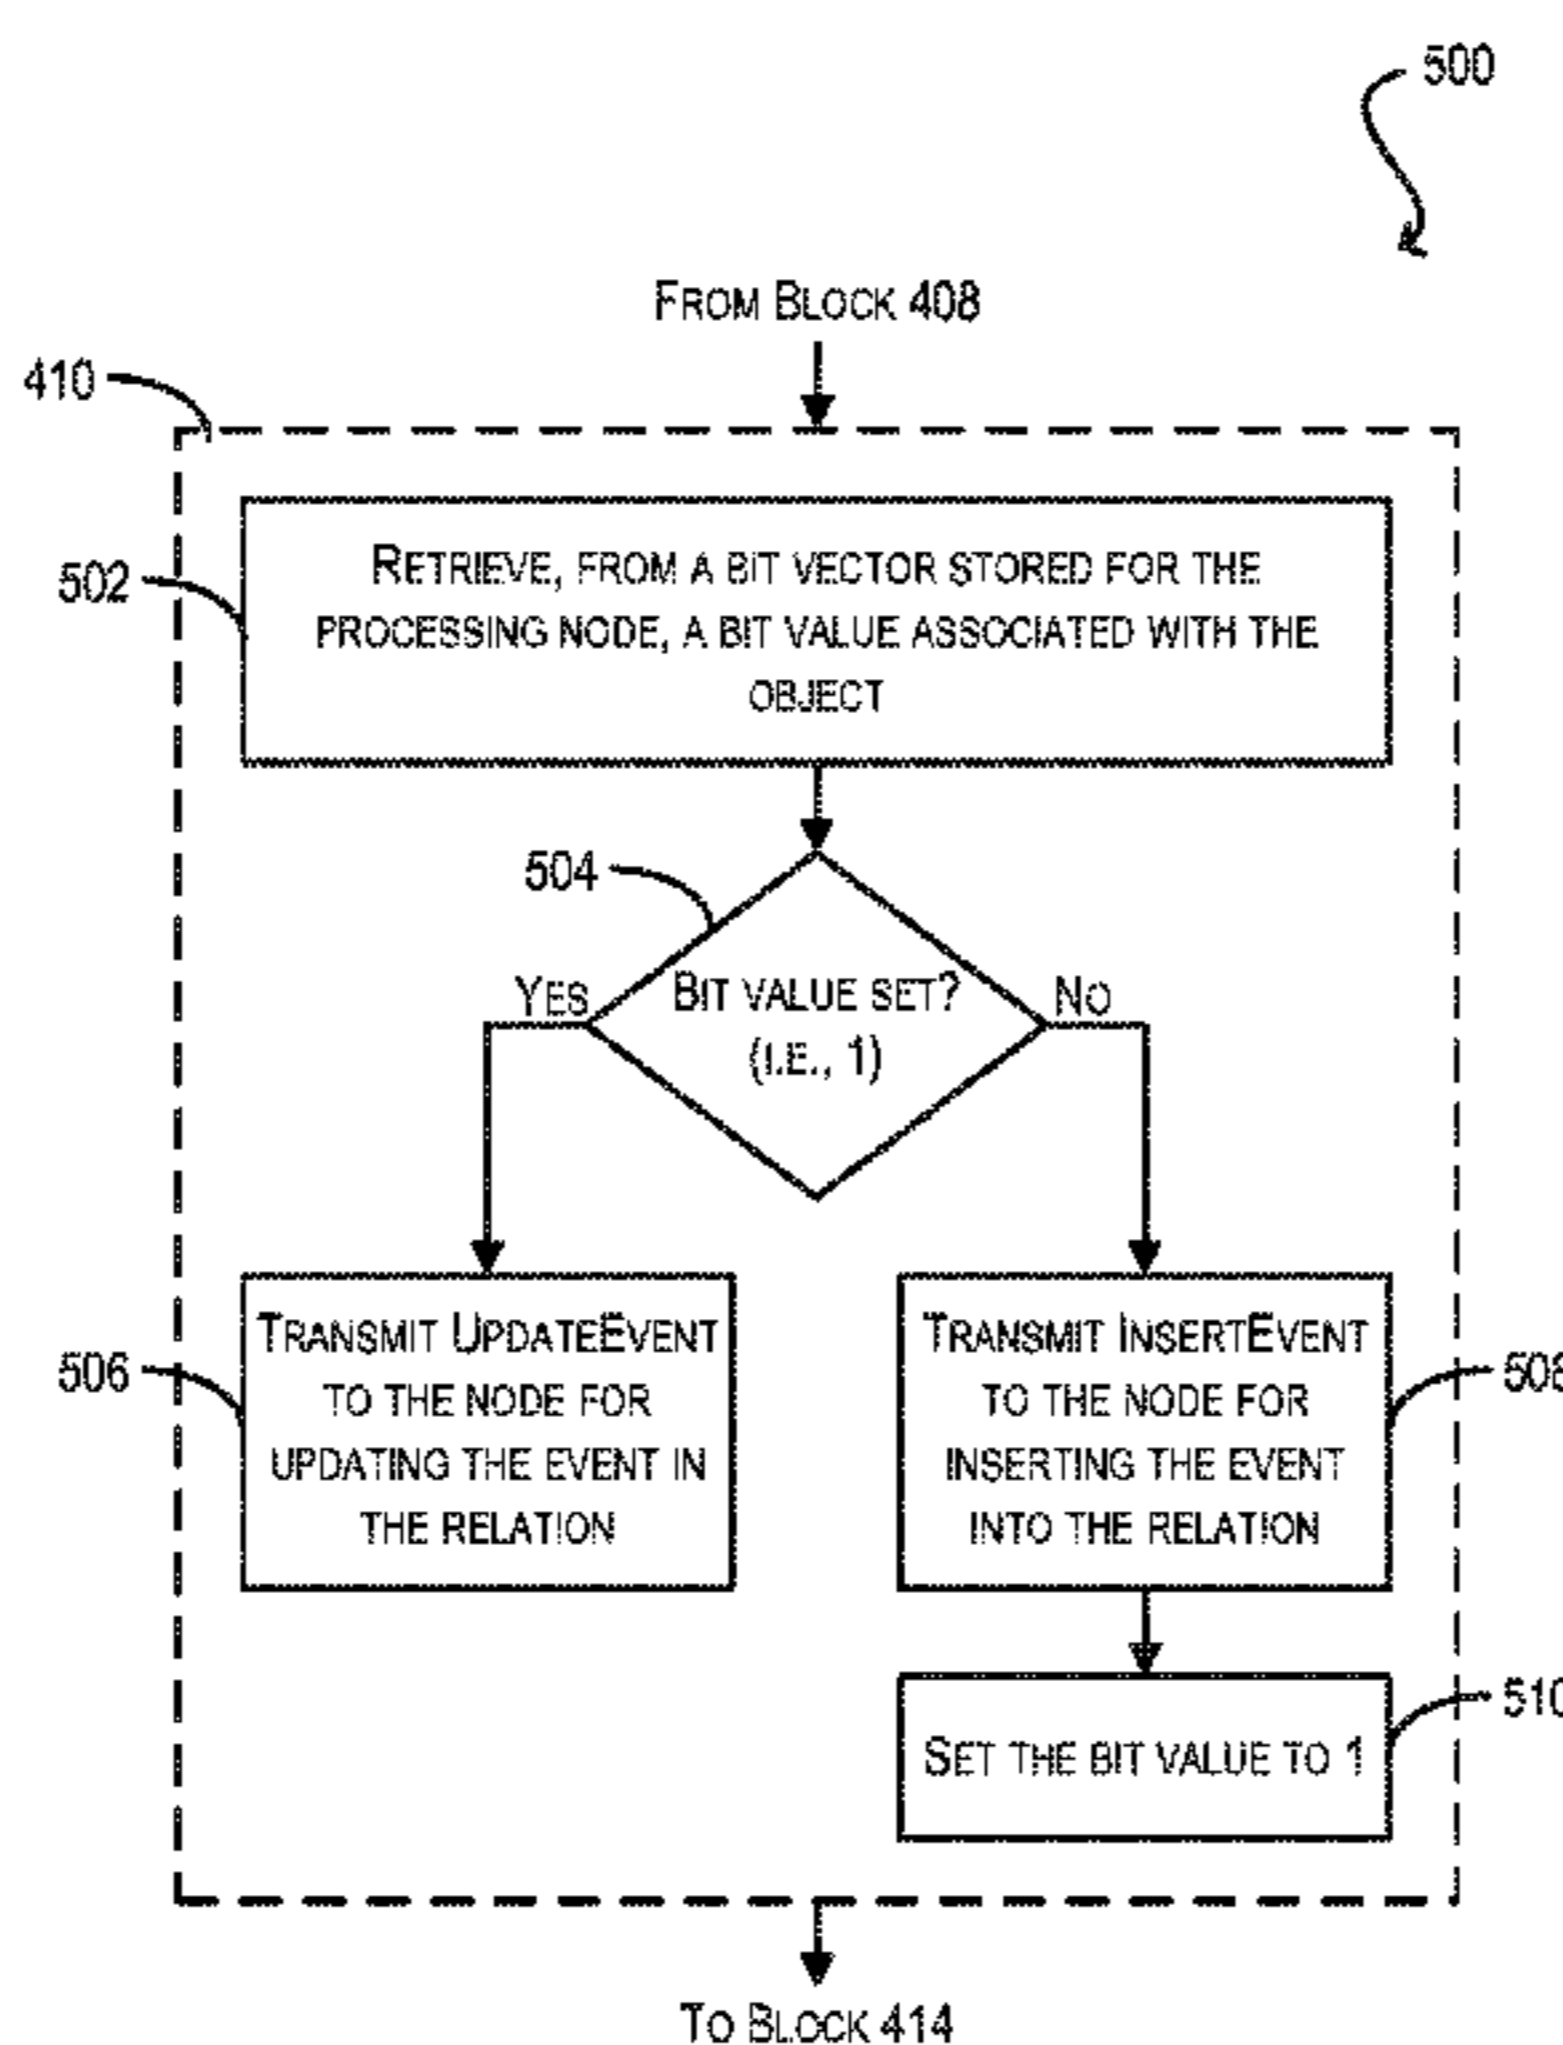 500
FROM BLOCK 408
410
502
RETRIEVE, FROM A BIT VECTOR STORED FOR THE
PROCESSING NODE, A BIT VALUE ASSOCIATED WITH THE
OBJECT
504
YES
BIT VALUE SET?
(I.E., 1)
NO
506
TRANSMIT UPDATEEVENT
TO THE NODE FOR
UPDATING THE EVENT IN
THE RELATION
TRANSMIT INSERTEVENT
TO THE NODE FOR
INSERTING THE EVENT
INTO THE RELATION
508
SET THE BIT VALUE TO 1
510
TO BLOCK 414